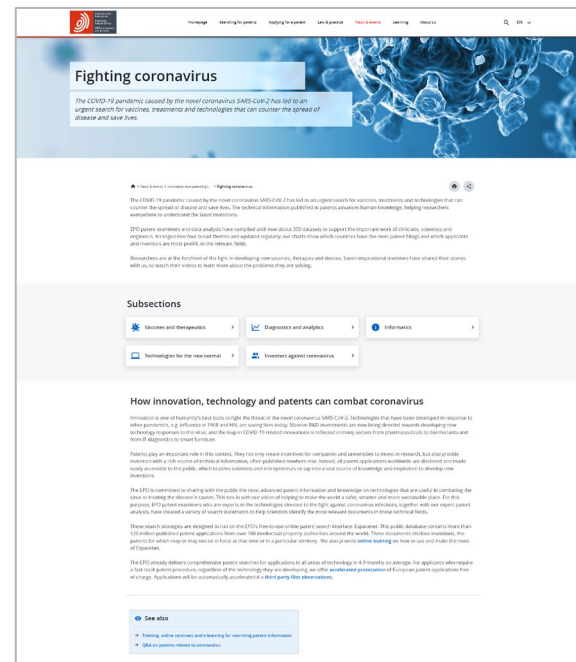 Homepage Searching for patents Applying for a patent Law & practice News & events Learning About us EN
Fighting coronavirus
The COVID-19 pandemic caused by the novel coronavirus SARS-CoV-2 has led to an
urgent search for vaccines, treatments and technologies that can counter the spread of
disease and save lives.
> News & events > Innovation and patenting i... > Fighting coronavirus
The COVID-19 pandemic caused by the novel coronavirus SARS-CoV-2 has led to an urgent search for vaccines, treatments and technologies that can
counter the spread of disease and save lives. The technical information published in patents advances human knowledge, helping researchers
everywhere to understand the latest inventions.
EPO patent examiners and data analysts have compiled until now about 300 datasets to support the important work of clinicians, scientists and
engineers. Arranged into four broad themes and updated regularly, our charts show which countries have the most patent filings and which applicants
and inventors are most prolific in the relevant fields.
Researchers are at the forefront of the fight in developing new vaccines, therapies and devices. Seven inspirational inventors have shared their stories
with us, so watch their videos to learn more about the problems they are solving.
Subsections
Vaccines and therapeutics
Diagnostics and analytics
Informatics
Technologies for the new normal
Inventors against coronavirus
How innovation, technology and patents can combat coronavirus
Innovation is one of humanity's best tools to fight the threat of the novel coronavirus SARS-CoV-2. Technologies that have been developed in response to
other pandemics, e.g. influenza in 1968 and HIV, are saving lives today. Massive R&D investments are now being directed towards developing new
technology responses to the virus, and the leap in COVID-19 related innovations is reflected in many sectors from pharmaceuticals to disinfectants and
from IT diagnostics to smart furniture.
Patents play an important role in this context. They not only create incentives for companies and universities to invest in research, but also provide
inventors with a rich source of technical information, often published nowhere else. Indeed, all patent applications worldwide are disclosed and made
easily accessible to the public, which enables scientists and entrepreneurs to tap into a vast source of knowledge and inspiration to develop new
inventions.
The EPO is committed to sharing with the public the most advanced patent information and knowledge on technologies that are useful in combating the
virus or treating the disease it causes. This ties in with our vision of helping to make the world a safer, smarter and more sustainable place. For this
purpose, EPO patent examiners who are experts in the technologies directed to the fight against coronavirus infections, together with our expert patent
analysts, have created a variety of search statements to help scientists identify the most relevant documents in these technical fields.
These search strategies are designed to run on the EPO's free-to-use online patent search interface: Espacenet. This public database contains more than
120 million published patent applications from over 100 intellectual property authorities around the world. These documents disclose inventions, the
patents for which may or may not be in force at that time or in a particular territory. We also provide online training on how to use and make the most
of Espacenet.
The EPO already delivers comprehensive patent searches for applications in all areas of technology in 4.9 months on average. For applicants who require
a fast-track patent procedure, regardless of the technology they are developing, we offer accelerated prosecution of European patent applications free
of charge. Applications will be automatically accelerated if a third party files observations.
See also
→ Training, online seminars and e-learning for searching patent information
→ Q&A on patents related to coronavirus